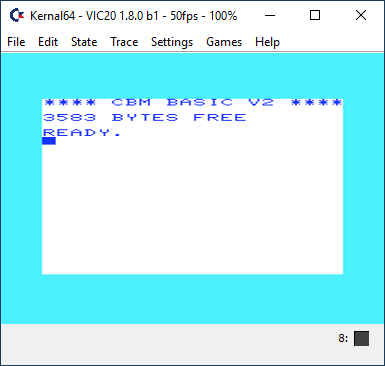 Kernal64 - VIC20 1.8.0 b1 - 50fps - 100%
File Edit State Trace Settings Games Help
**** CBM BASIC V2 ****
3583 BYTES FREE
READY.
8: